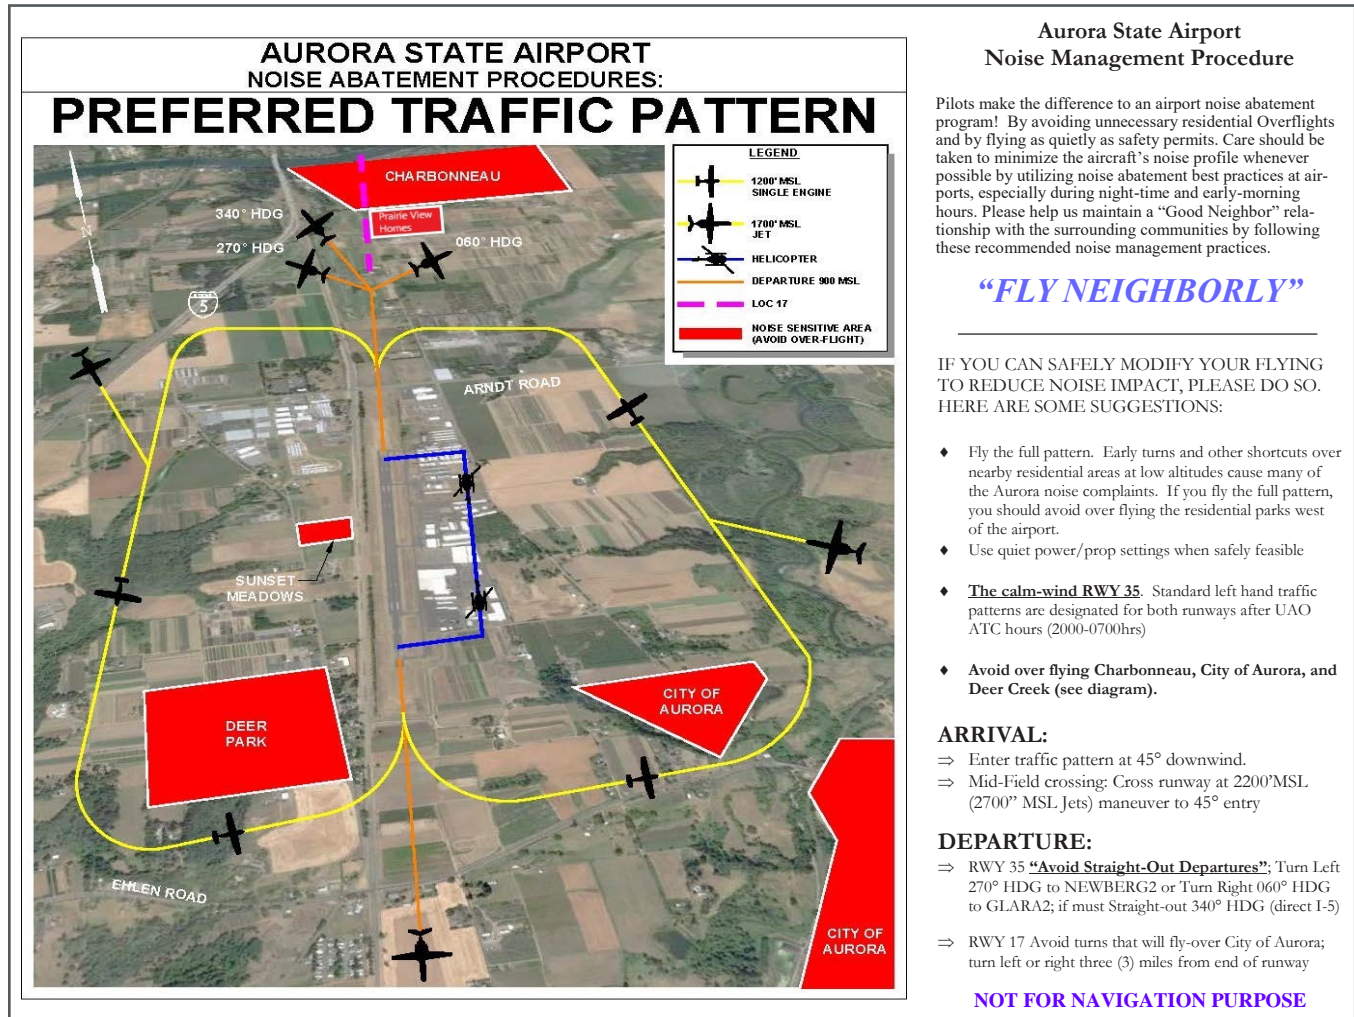 AURORA STATE AIRPORT
NOISE ABATEMENT PROCEDURES:
PREFERRED TRAFFIC PATTERN
N
CHARBONNEAU
Prairie View
Homes
340° HDG
270° HDG
060° HDG
5
ARNDT ROAD
SUNSET
MEADOWS
DEER
PARK
CITY OF
AURORA
EHLEN ROAD
CITY OF
AURORA
LEGEND
1200' MSL
SINGLE ENGINE
1700' MSL
JET
HELICOPTER
DEPARTURE 900 MSL
LOC 17
NOISE SENSITIVE AREA
(AVOID OVER-FLIGHT)
Aurora State Airport
Noise Management Procedure
Pilots make the difference to an airport noise abatement
program! By avoiding unnecessary residential Overflights
and by flying as quietly as safety permits. Care should be
taken to minimize the aircraft’s noise profile whenever
possible by utilizing noise abatement best practices at air-
ports, especially during night-time and early-morning
hours. Please help us maintain a “Good Neighbor” rela-
tionship with the surrounding communities by following
these recommended noise management practices.
“FLY NEIGHBORLY”
IF YOU CAN SAFELY MODIFY YOUR FLYING
TO REDUCE NOISE IMPACT, PLEASE DO SO.
HERE ARE SOME SUGGESTIONS:
♦ Fly the full pattern. Early turns and other shortcuts over
nearby residential areas at low altitudes cause many of
the Aurora noise complaints. If you fly the full pattern,
you should avoid over flying the residential parks west
of the airport.
♦ Use quiet power/prop settings when safely feasible
♦ The calm-wind RWY 35. Standard left hand traffic
patterns are designated for both runways after UAO
ATC hours (2000-0700hrs)
♦ Avoid over flying Charbonneau, City of Aurora, and
Deer Creek (see diagram).
ARRIVAL:
⇒ Enter traffic pattern at 45° downwind.
⇒ Mid-Field crossing: Cross runway at 2200’MSL
(2700” MSL Jets) maneuver to 45° entry
DEPARTURE:
⇒ RWY 35 “Avoid Straight-Out Departures”; Turn Left
270° HDG to NEWBERG2 or Turn Right 060° HDG
to GLARA2; if must Straight-out 340° HDG (direct I-5)
⇒ RWY 17 Avoid turns that will fly-over City of Aurora;
turn left or right three (3) miles from end of runway
NOT FOR NAVIGATION PURPOSE